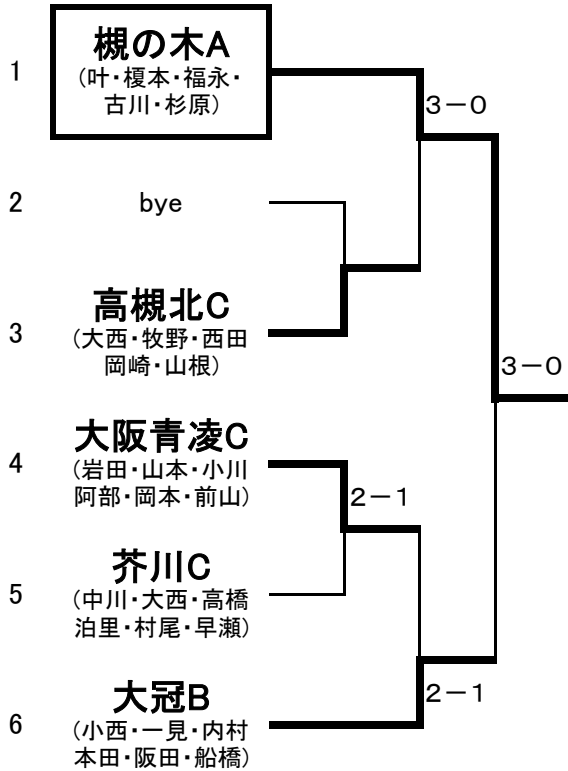 1
槻の木A
(叶・榎本・福永・
古川・杉原)
3－0
2
bye
3
高槻北C
(大西・牧野・西田
岡崎・山根)
3－0
4
大阪青凌C
(岩田・山本・小川
阿部・岡本・前山)
2－1
5
芥川C
(中川・大西・高橋
泊里・村尾・早瀬)
6
大冠B
(小西・一見・内村
本田・阪田・船橋)
2－1